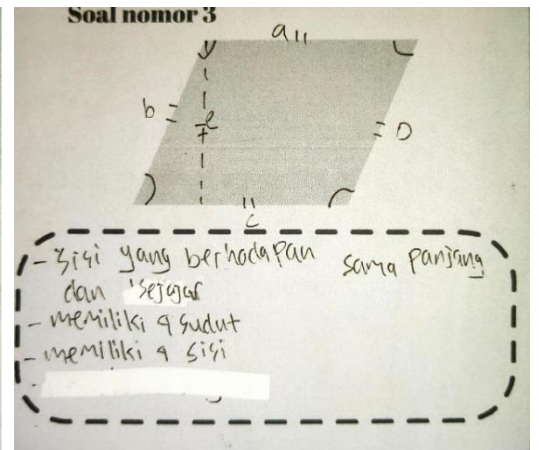 Soal nomor 3
a
b
e
D
c
- Sisi yang berhadapan sama panjang
dan sejajar
- memiliki 4 sudut
- memiliki 4 sisi
-